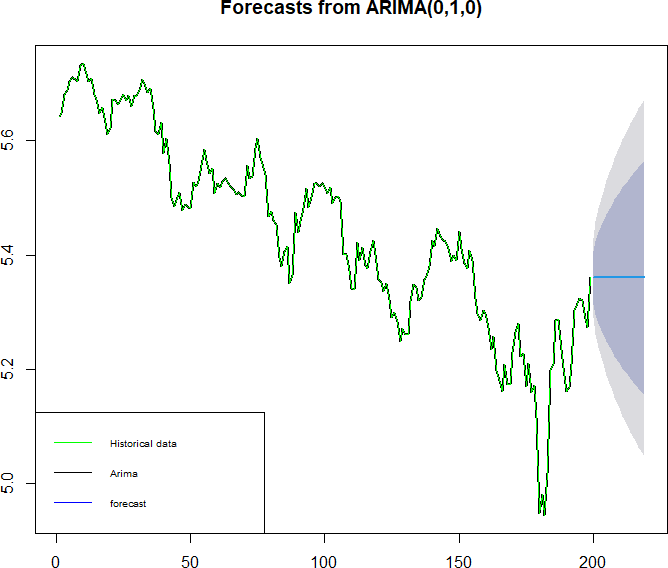 Forecasts from ARIMA(0,1,0)
5.6
5.4
5.2
5.0
Historical data
Arima
forecast
0 50 100 150 200